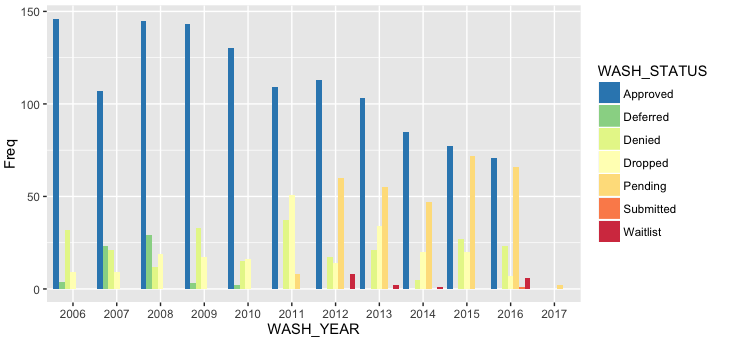 150
100
50
0
Freq
2006 2007 2008 2009 2010 2011 2012 2013 2014 2015 2016 2017
WASH_YEAR
WASH_STATUS
Approved
Deferred
Denied
Dropped
Pending
Submitted
Waitlist